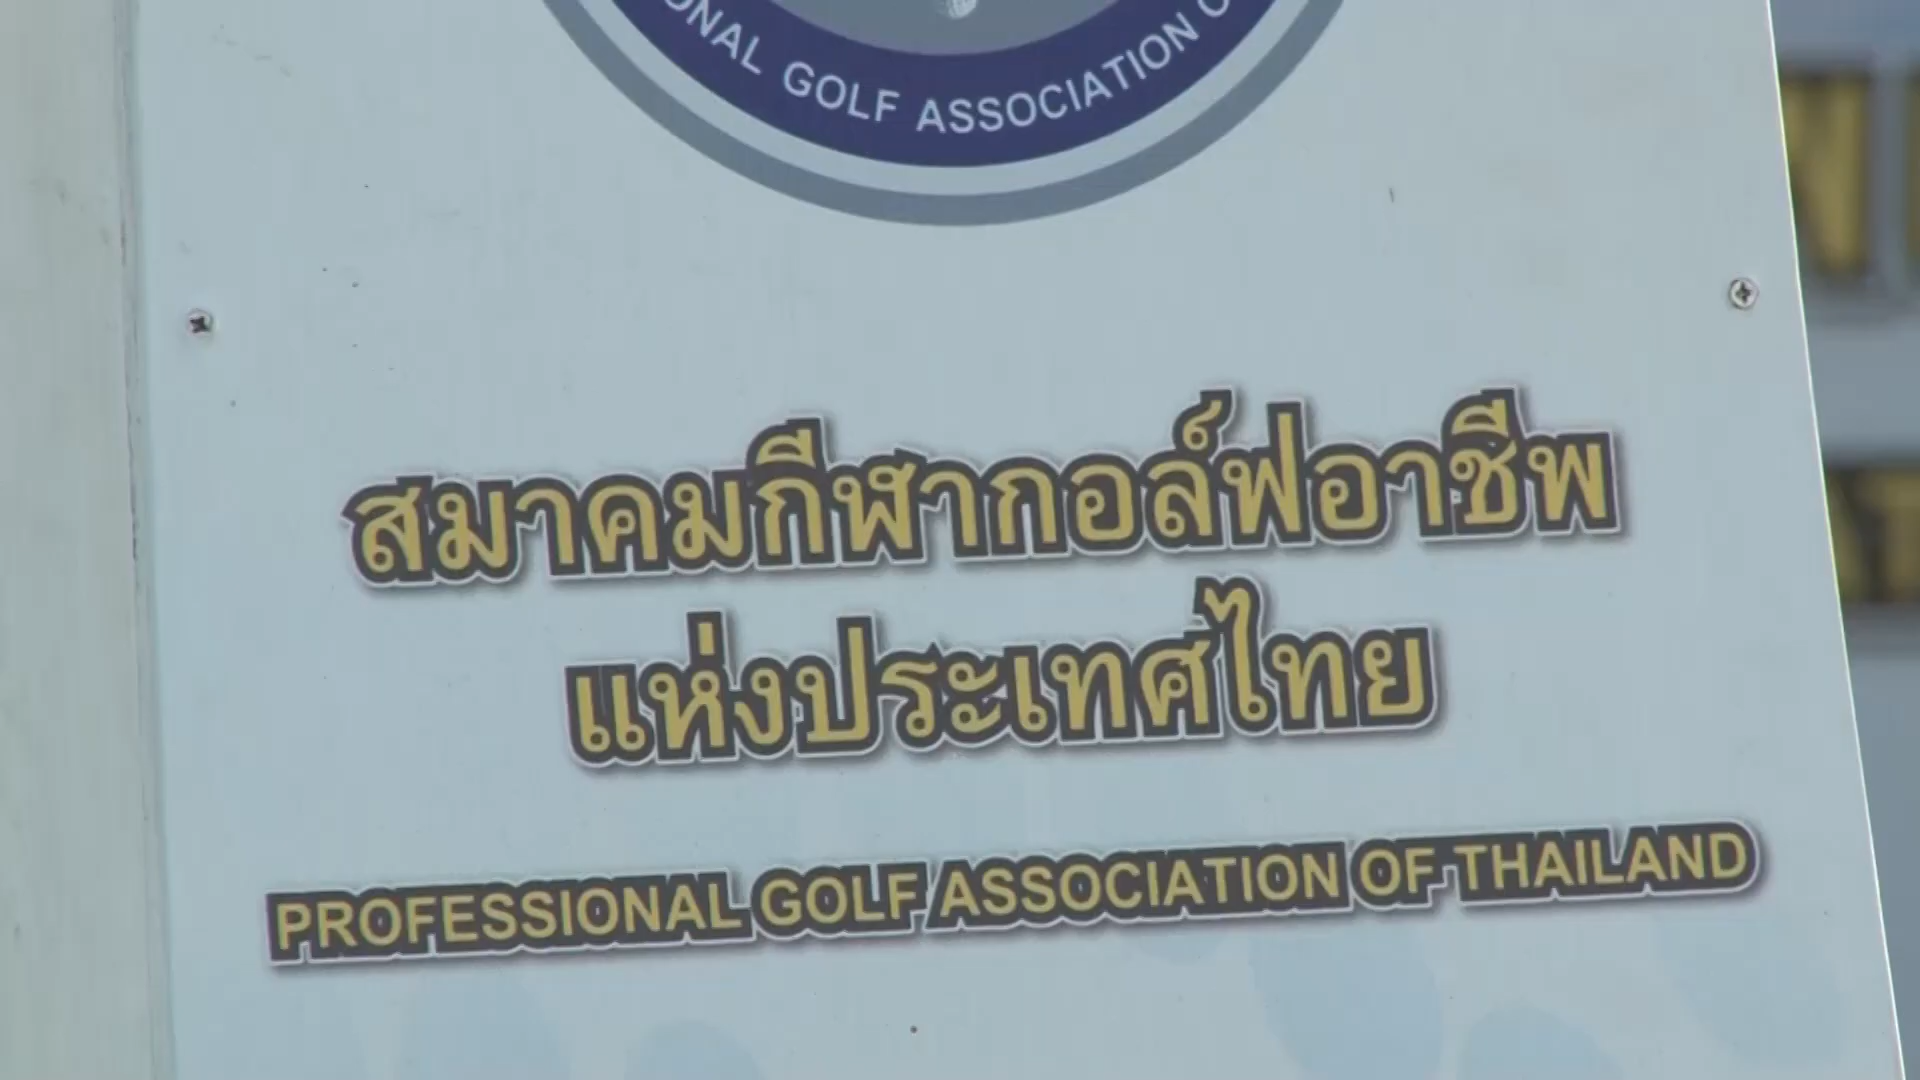 GOLF ASSOCIATION
สมาคมกีฬากอล์ฟอาชีพ
แห่งประเทศไทย
PROFESSIONAL GOLF ASSOCIATION OF THAILAND